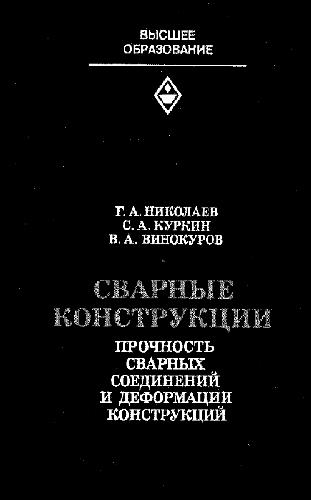 ВЫСШЕЕ
ОБРАЗОВАНИЕ
Г. А. НИКОЛАЕВ
С. А. КУРКИН
В. А. ВИНОКУРОВ
СВАРНЫЕ
КОНСТРУКЦИИ
ПРОЧНОСТЬ
СВАРНЫХ
СОЕДИНЕНИЙ
И ДЕФОРМАЦИИ
КОНСТРУКЦИЙ